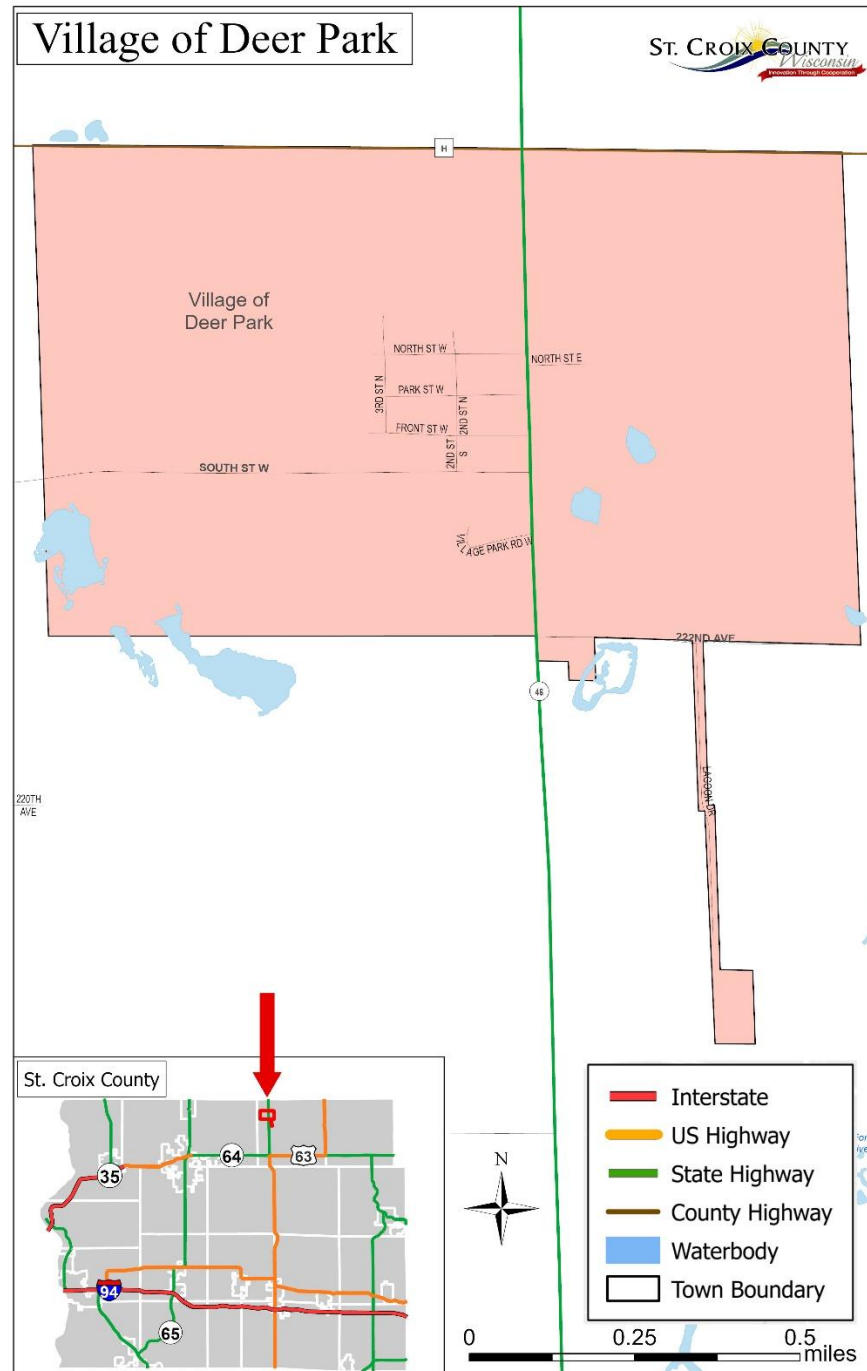 Village of Deer Park
ST. CROIX COUNTY
Wisconsin
Innovation Through Cooperation
H
Village of
Deer Park
NORTH ST W
NORTH ST E
3RD ST N
PARK ST W
2ND ST N
FRONT ST W
2ND ST
S
SOUTH ST W
VILLAGE PARK RD W
222ND AVE
46
LAGOON DR
220TH
AVE
St. Croix County
35
64
63
94
65
N
Interstate
US Highway
State Highway
County Highway
Waterbody
Town Boundary
0 0.25 0.5
miles